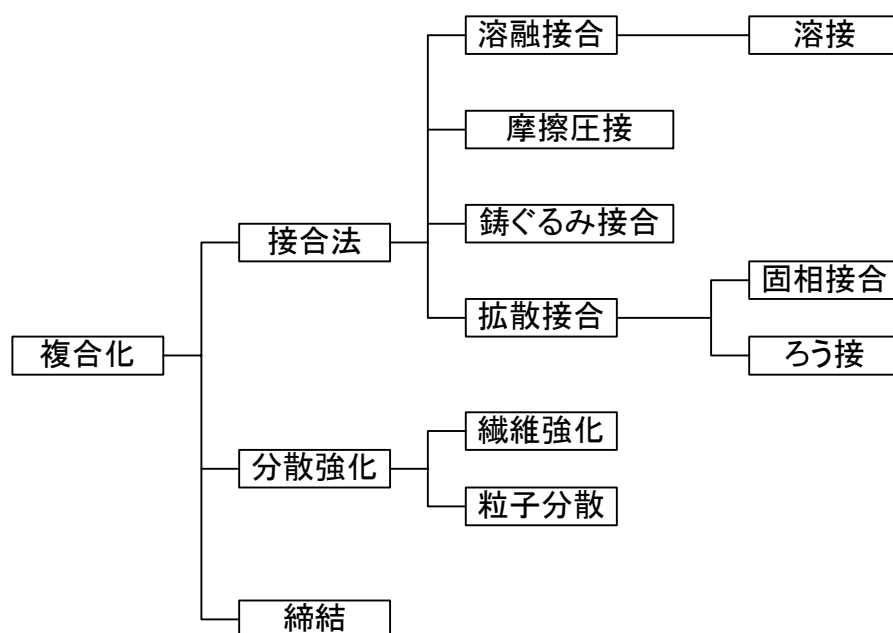 溶融接合
溶接
摩擦圧接
鋳ぐるみ接合
接合法
固相接合
拡散接合
複合化
ろう接
繊維強化
分散強化
粒子分散
締結